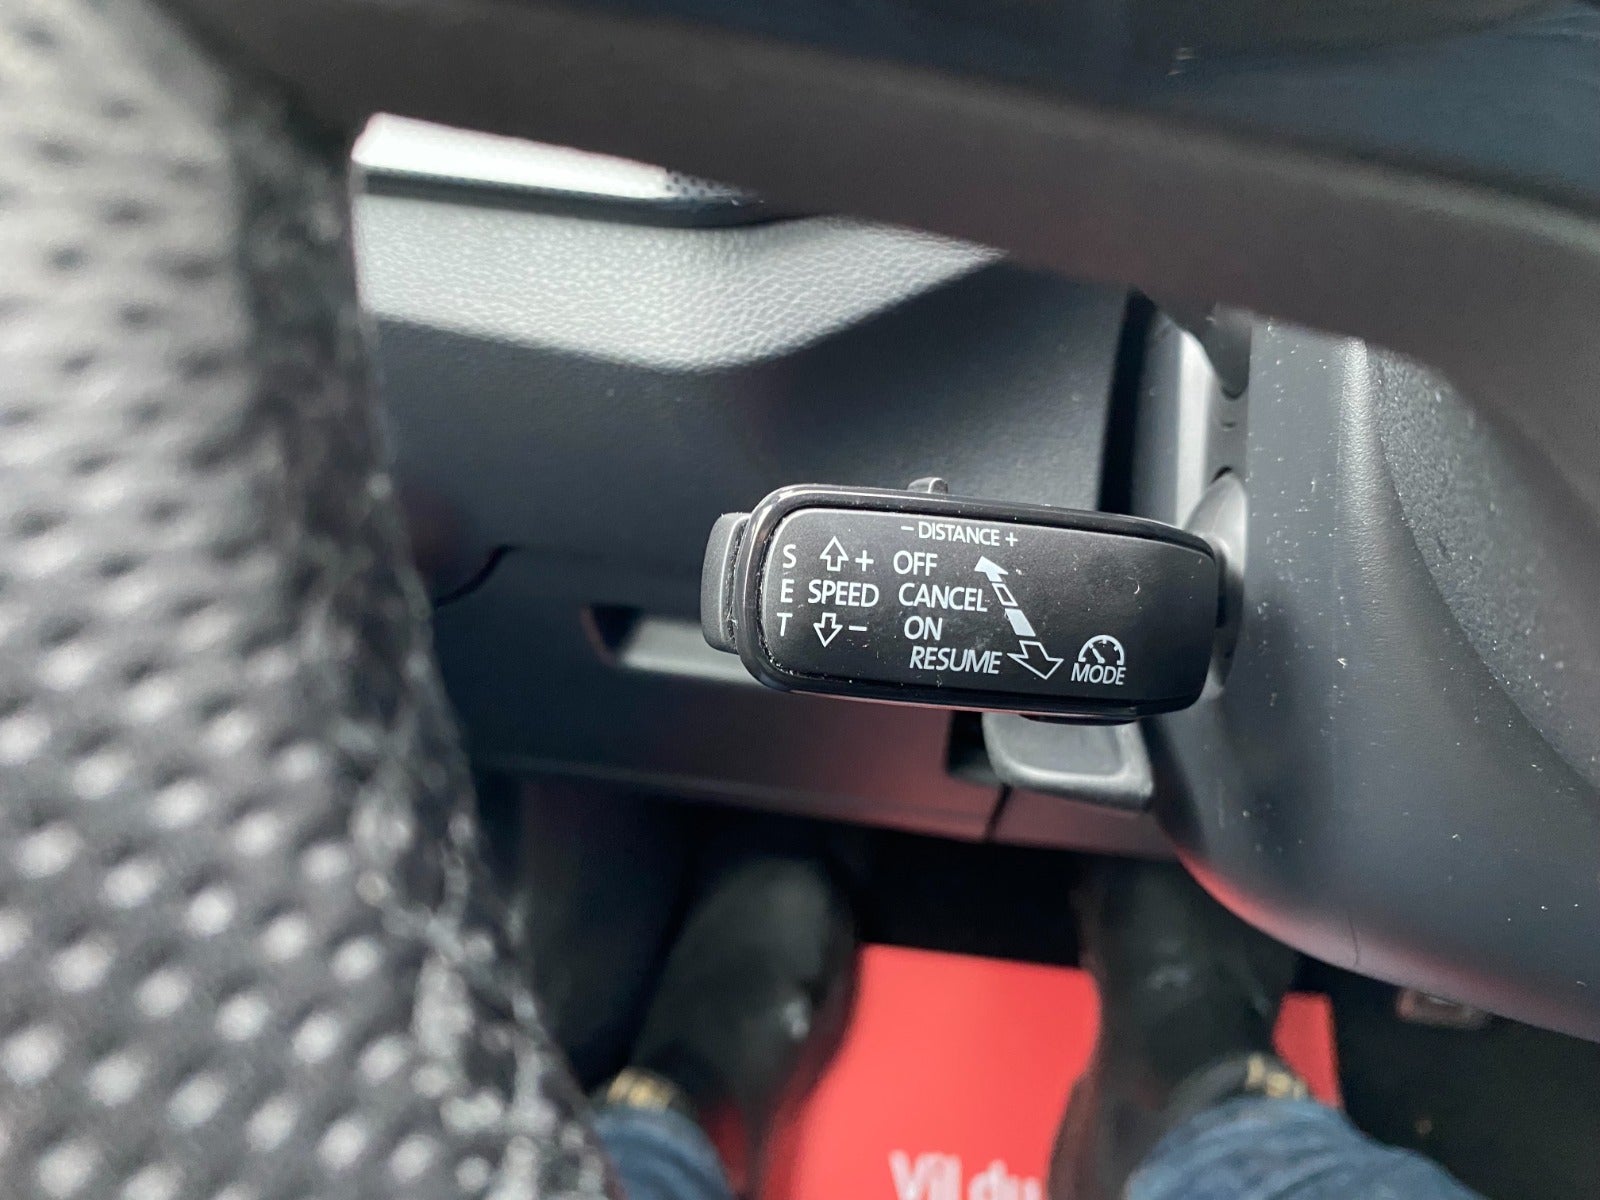 − DISTANCE +
S + OFF
E SPEED CANCEL
T − ON
RESUME
MODE
Vil du